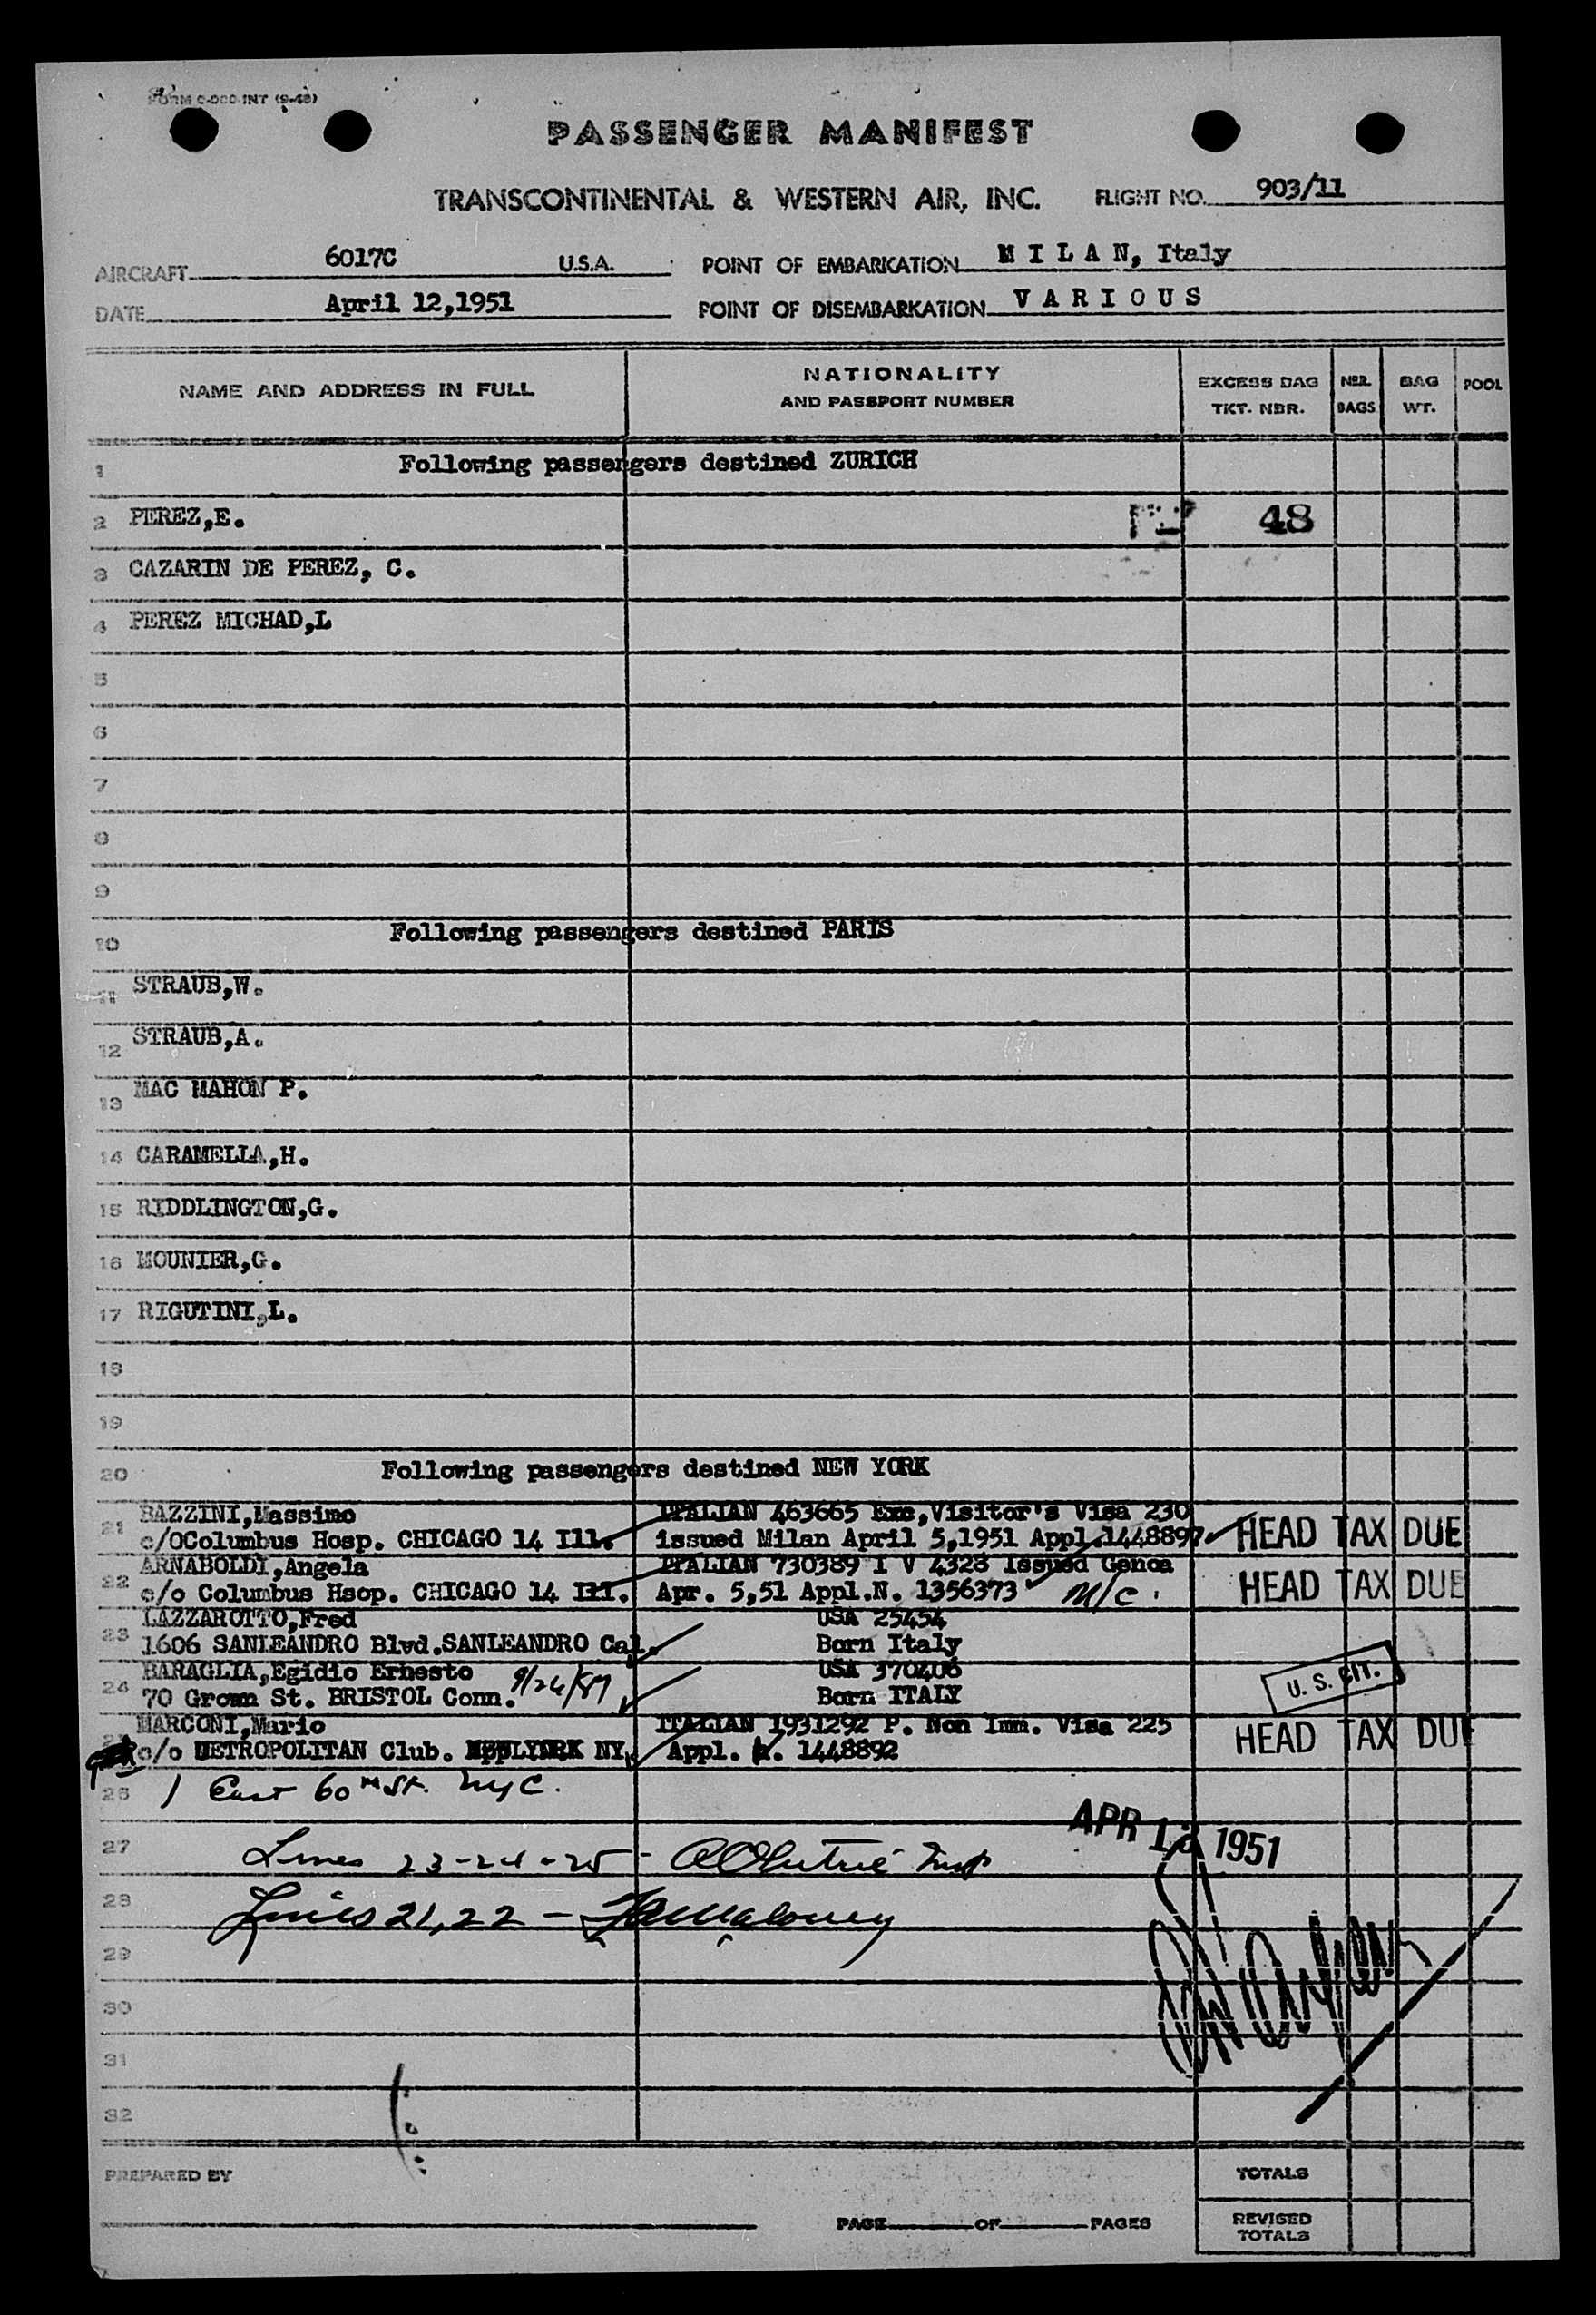 PASSENGER MANIFEST
TRANSCONTINENTAL & WESTERN AIR, INC. FLIGHT NO. 903/11
AIRCRAFT 6017C U.S.A. POINT OF EMBARKATION M I L A N, Italy
DATE April 12,1951 POINT OF DISEMBARKATION V A R I O U S
NAME AND ADDRESS IN FULL
NATIONALITY
AND PASSPORT NUMBER
EXCESS BAG
TKT. NBR.
NBR.
BAGS
BAG
WT.
POOL
1 Following passengers destined ZURICH
2 PEREZ,E. 48
3 CAZARIN DE PEREZ, C.
4 PEREZ MICHAD,L
5
6
7
8
9
10 Following passengers destined PARIS
11 STRAUB,W.
12 STRAUB,A.
13 MAC MAHON P.
14 CARAMELLA,H.
15 RIDDLINGTON,G.
16 MOUNIER,G.
17 RIGUTINI,L.
18
19
20 Following passengers destined NEW YORK
21 BAZZINI,Massimo ITALIAN 463665 Exc,Visitor's Visa 230
c/OColumbus Hosp. CHICAGO 14 Ill. issued Milan April 5,1951 Appl.1448897 HEAD TAX DUE
22 ARNABOLDI,Angela ITALIAN 730389 I V 4328 Issued Genoa
c/o Columbus Hsop. CHICAGO 14 Ill. Apr. 5,51 Appl.N. 1356373 M/C. HEAD TAX DUE
23 LAZZAROTTO,Fred USA 25454
1606 SANLEANDRO Blvd.SANLEANDRO Cal. Born Italy
24 BARAGLIA,Egidio Ernesto USA 370406
70 Grown St. BRISTOL Conn. Born ITALY U. S. CIT.
MARCONI,Mario ITALIAN 1931292 P. Non Imm. Visa 225
c/o METROPOLITAN Club. NY. Appl. 1448892 HEAD TAX DUE
26 1 East 60th St. NYC.
APR 1951
27 Lines 23-24-25 -
28 Lines 21,22 - Maloney
29
30
31
32
PREPARED BY
TOTALS
PAGE OF PAGES
REVISED
TOTALS